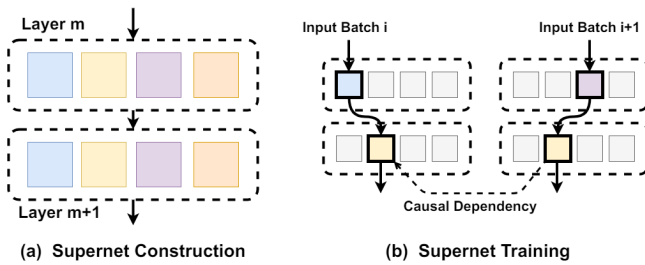 Layer m
Layer m+1
(a) Supernet Construction
Input Batch i
Input Batch i+1
Causal Dependency
(b) Supernet Training